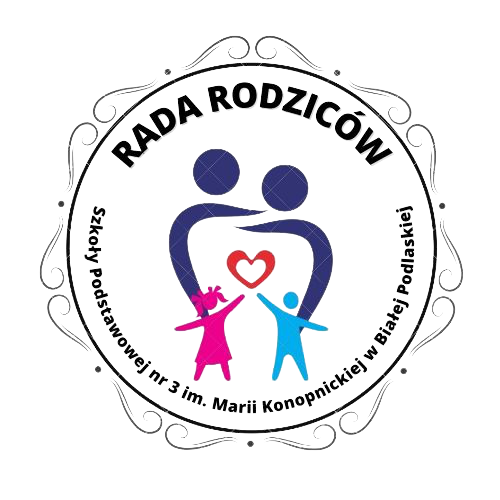 RADA RODZICÓW
Szkoły Podstawowej nr 3 im. Marii Konopnickiej w Białej Podlaskiej